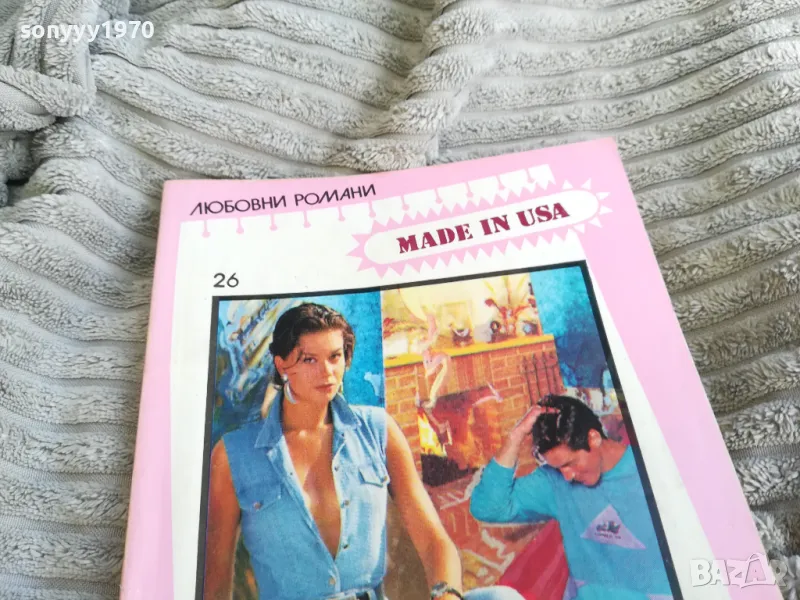 sonyyy1970
ЛЮБОВНИ РОМАНИ
MADE IN USA
26
BAZAR